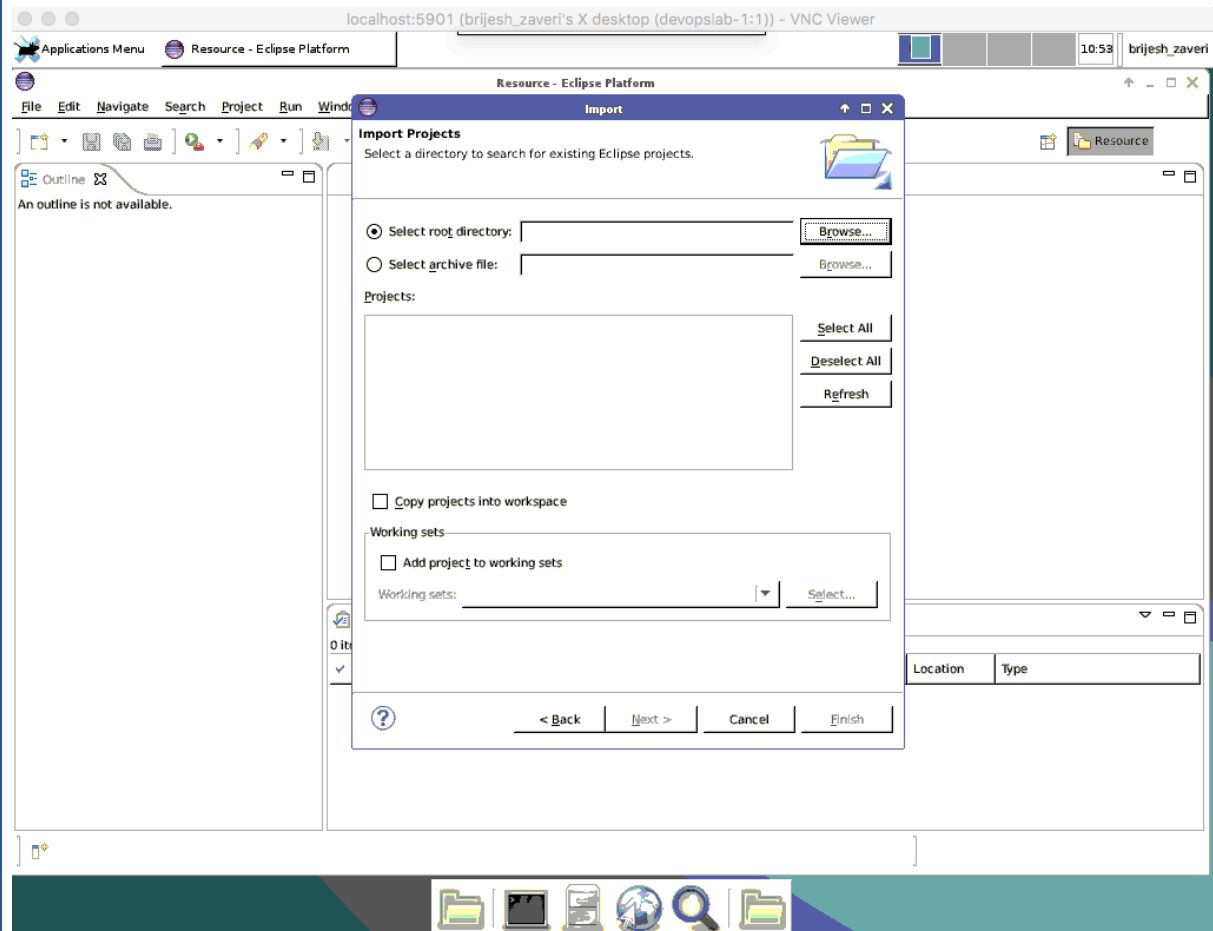 localhost:5901 (brijesh_zaveri's X desktop (devopslab-1:1)) - VNC Viewer
Applications Menu Resource - Eclipse Platform 10:53 brijesh_zaveri
Resource - Eclipse Platform
File Edit Navigate Search Project Run
Import
Import Projects
Select a directory to search for existing Eclipse projects.
Resource
Outline
An outline is not available.
Select root directory: Browse...
Select archive file: Browse...
Projects:
Select All
Deselect All
Refresh
Copy projects into workspace
Working sets
Add project to working sets
Working sets: Select...
0
Location Type
< Back Next > Cancel Finish